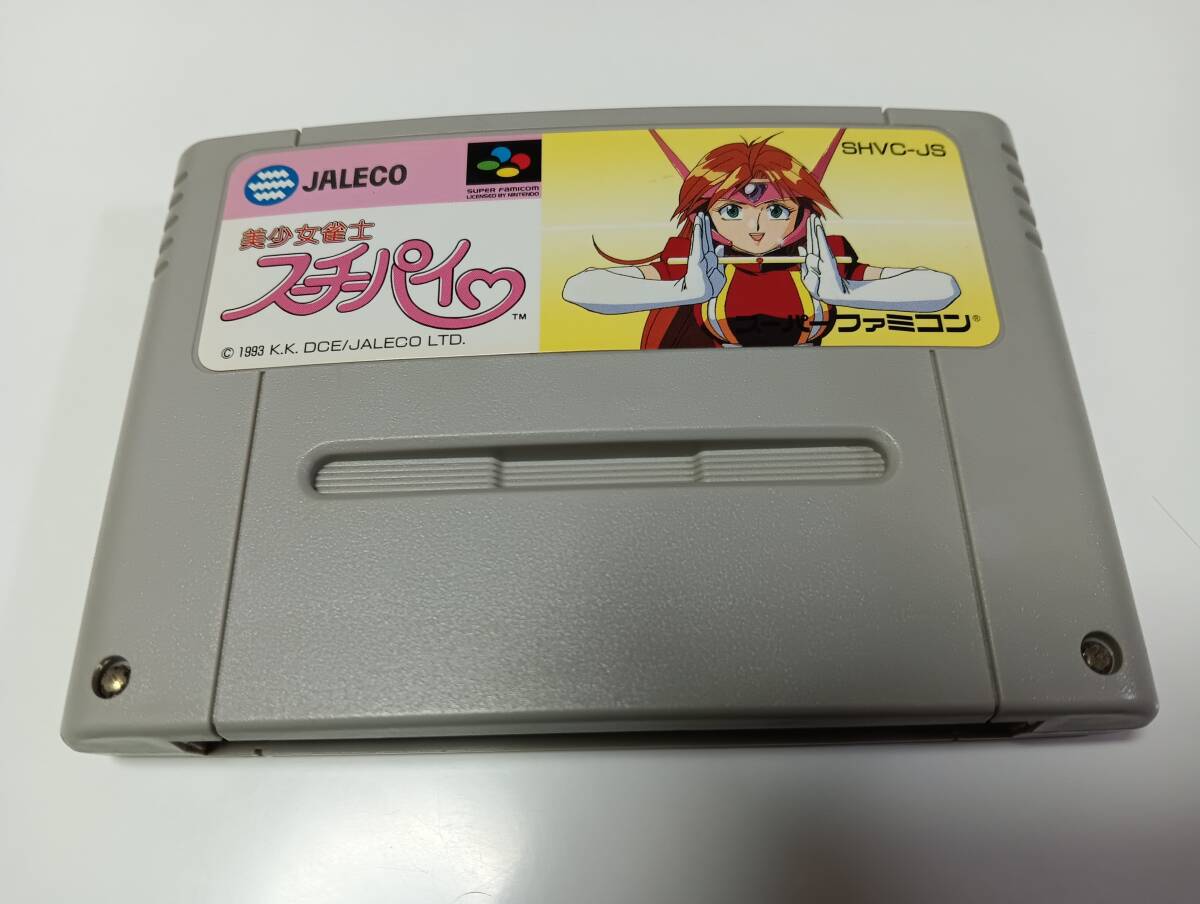 JALECO
SUPER FAMICOM
LICENSED BY NINTENDO
美少女雀士
スーチーパイ♡
™
© 1993 K.K. DCE/JALECO LTD.
SHVC-JS
スーパーファミコン®